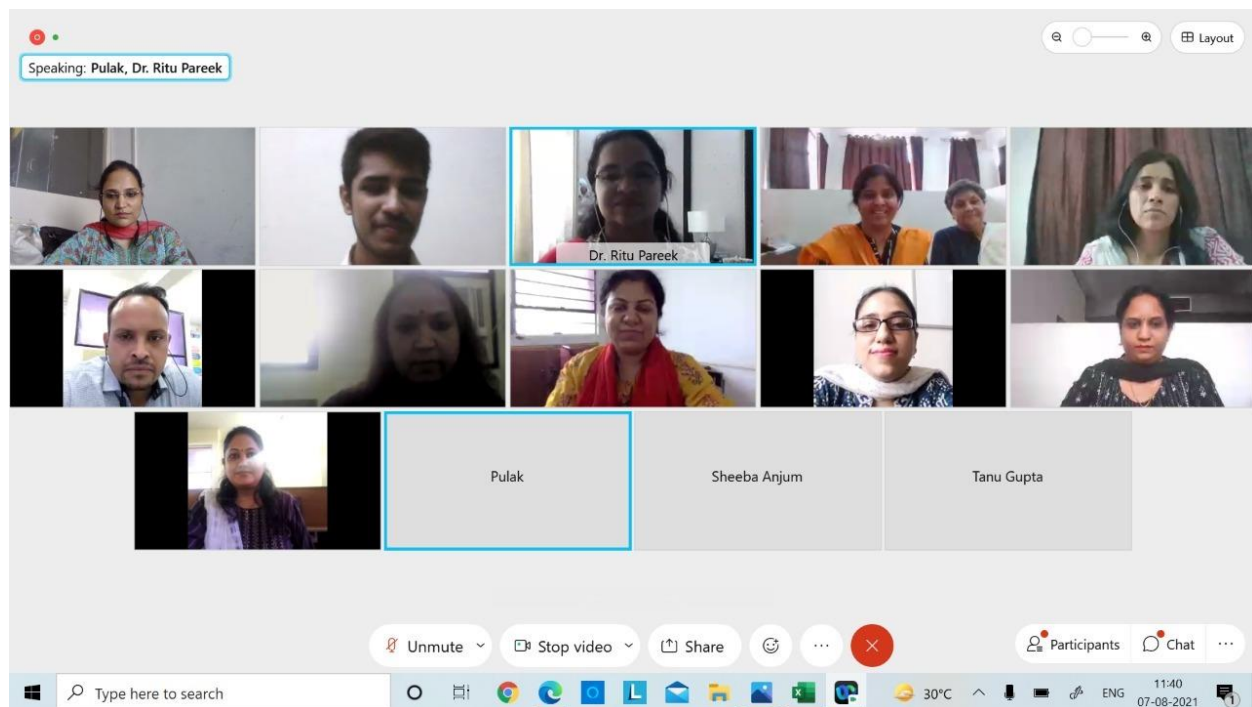 Layout
Speaking: Pulak, Dr. Ritu Pareek
Dr. Ritu Pareek
Pulak
Sheeba Anjum
Tanu Gupta
Unmute
Stop video
Share
Participants
Chat
Type here to search
L
30°C
ENG
11:40
07-08-2021
1